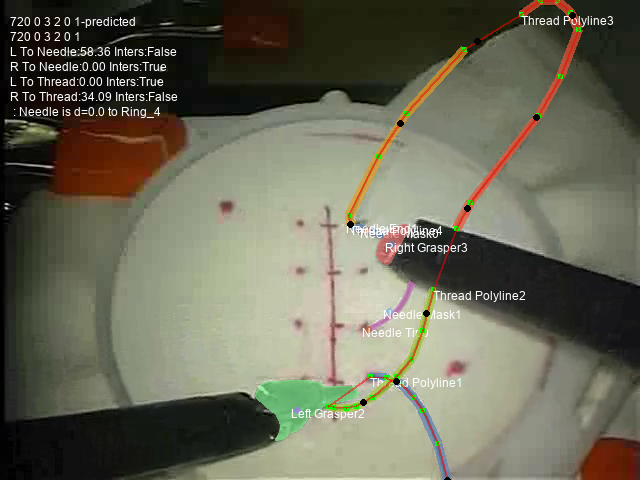 720 0 3 2 0 1-predicted
720 0 3 2 0 1
L To Needle:58.36 Inters:False
R To Needle:0.00 Inters:True
L To Thread:0.00 Inters:True
R To Thread:34.09 Inters:False
: Needle is d=0.0 to Ring_4
Thread Polyline3
Right Grasper3
Thread Polyline2
Needle Mask1
Needle Tip0
Thread Polyline1
Left Grasper2